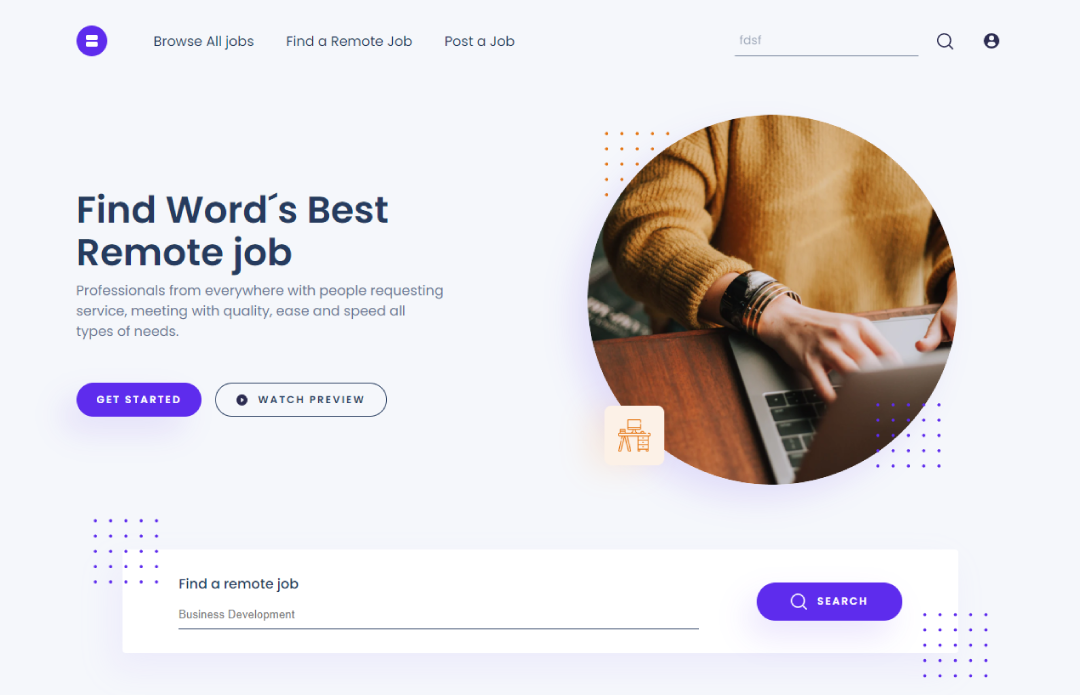 Browse All jobs
Find a Remote Job
Post a Job
fdsf
Find Word´s Best
Remote job
Professionals from everywhere with people requesting
service, meeting with quality, ease and speed all
types of needs.
GET STARTED
WATCH PREVIEW
Find a remote job
Business Development
SEARCH